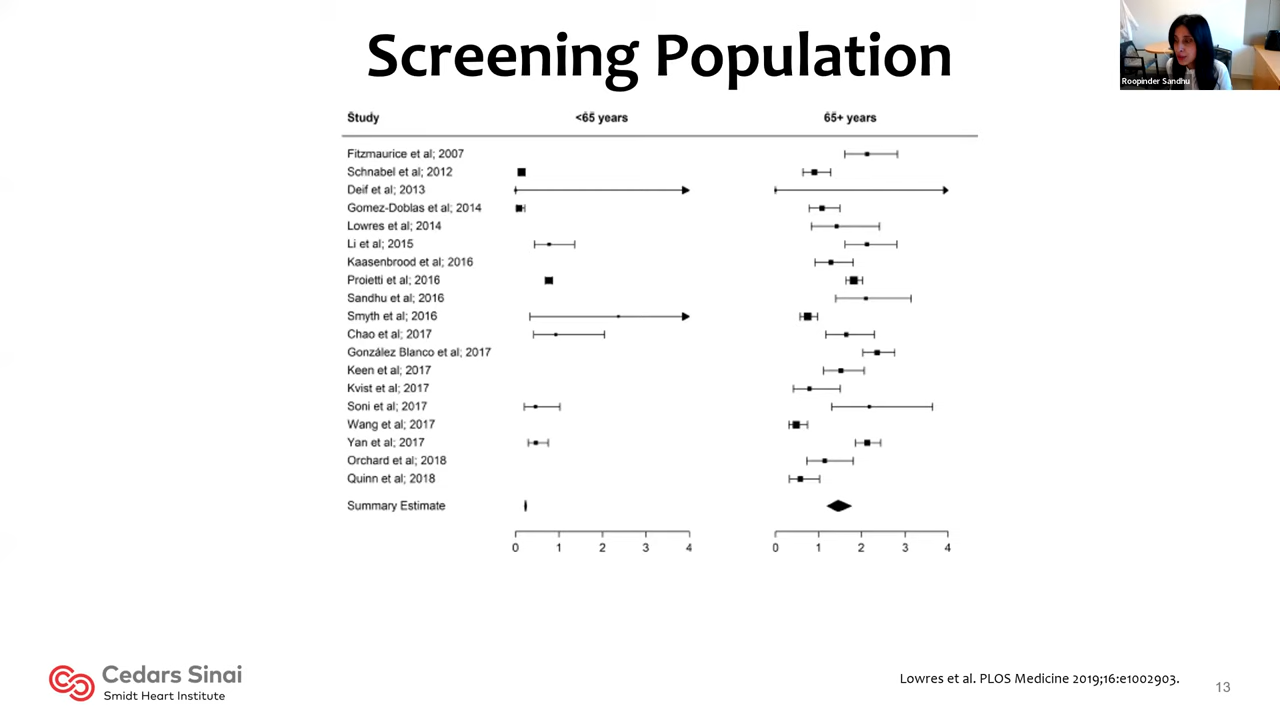 Screening Population
Roopinder Sandhu
Study <65 years 65+ years
Fitzmaurice et al; 2007
Schnabel et al; 2012
Deif et al; 2013
Gomez-Doblas et al; 2014
Lowres et al; 2014
Li et al; 2015
Kaasenbrood et al; 2016
Proietti et al; 2016
Sandhu et al; 2016
Smyth et al; 2016
Chao et al; 2017
González Blanco et al; 2017
Keen et al; 2017
Kvist et al; 2017
Soni et al; 2017
Wang et al; 2017
Yan et al; 2017
Orchard et al; 2018
Quinn et al; 2018
Summary Estimate
0 1 2 3 4 0 1 2 3 4
Cedars Sinai
Smidt Heart Institute
Lowres et al. PLOS Medicine 2019;16:e1002903.
13